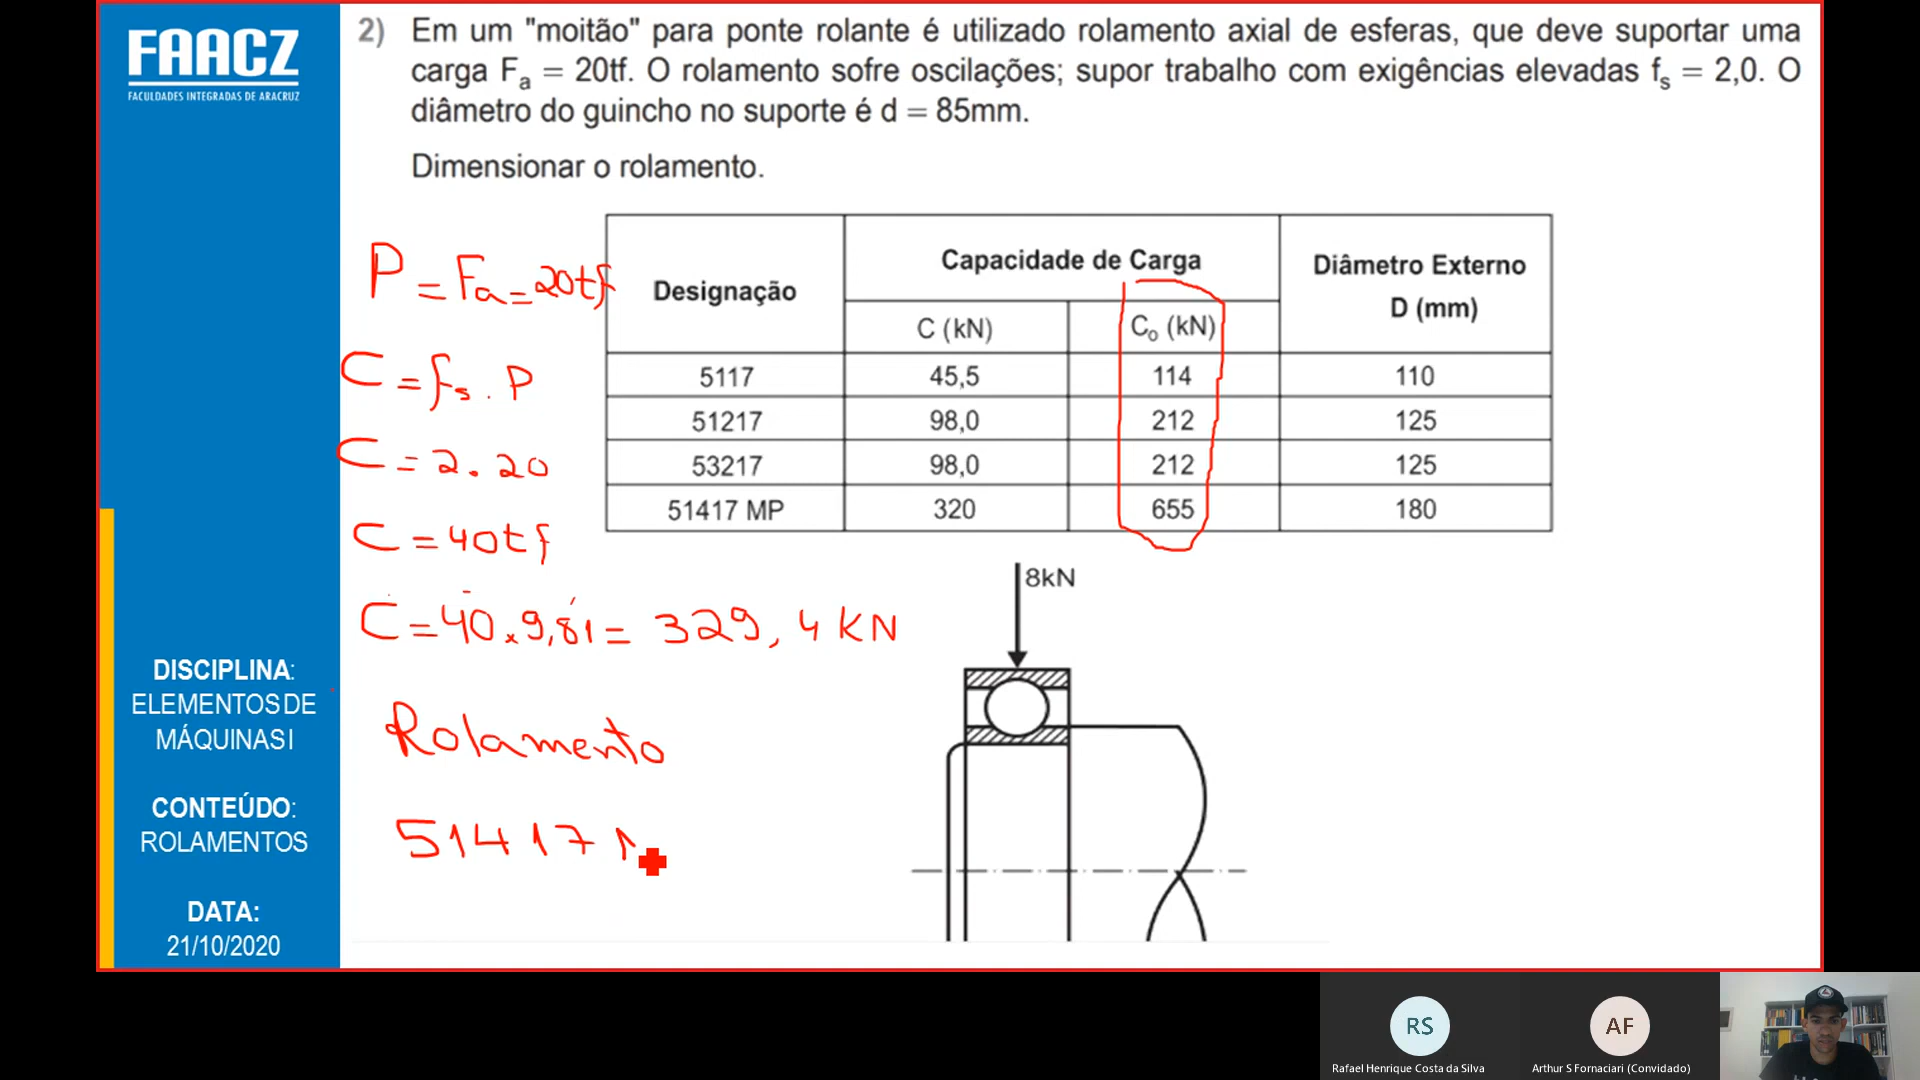 FAACZ
FACULDADES INTEGRADAS DE ARACRUZ
2) Em um "moitão" para ponte rolante é utilizado rolamento axial de esferas, que deve suportar uma
carga Fa = 20tf. O rolamento sofre oscilações; supor trabalho com exigências elevadas fs = 2,0. O
diâmetro do guincho no suporte é d = 85mm.
Dimensionar o rolamento.
Designação Capacidade de Carga Diâmetro Externo D (mm)
C (kN) Co (kN)
5117 45,5 114 110
51217 98,0 212 125
53217 98,0 212 125
51417 MP 320 655 180
P = Fa = 20tf
C = fs . P
C = 2 . 20
C = 40tf
C = 40 x 9,81 = 329,4 KN
Rolamento
51417
8kN
DISCIPLINA:
ELEMENTOS DE
MÁQUINAS I
CONTEÚDO:
ROLAMENTOS
DATA:
21/10/2020
RS
Rafael Henrique Costa da Silva
AF
Arthur S Fornaciari (Convidado)